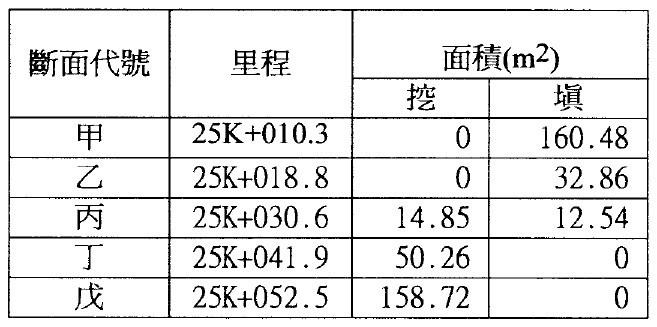 斷面代號 里程 面積(m2)
挖 填
甲 25K+010.3 0 160.48
乙 25K+018.8 0 32.86
丙 25K+030.6 14.85 12.54
丁 25K+041.9 50.26 0
戊 25K+052.5 158.72 0